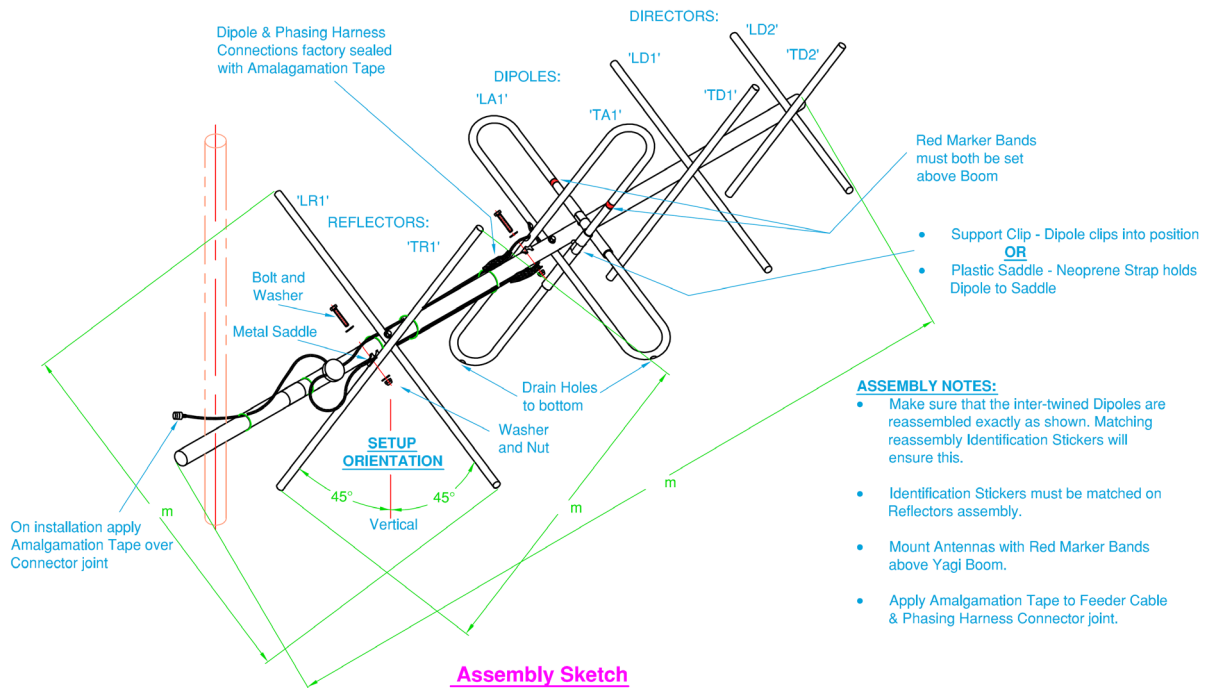 DIRECTORS:
'LD2'
'TD2'
'LD1'
'TD1'
Dipole & Phasing Harness
Connections factory sealed
with Amalagamation Tape
DIPOLES:
'LA1'
'TA1'
Red Marker Bands
must both be set
above Boom
'LR1'
REFLECTORS:
'TR1'
• Support Clip - Dipole clips into position
OR
• Plastic Saddle - Neoprene Strap holds
Dipole to Saddle
Bolt and
Washer
Metal Saddle
Drain Holes
to bottom
Washer
and Nut
SETUP
ORIENTATION
45°
45°
Vertical
m
m
m
On installation apply
Amalgamation Tape over
Connector joint
ASSEMBLY NOTES:
• Make sure that the inter-twined Dipoles are
reassembled exactly as shown. Matching
reassembly Identification Stickers will
ensure this.
• Identification Stickers must be matched on
Reflectors assembly.
• Mount Antennas with Red Marker Bands
above Yagi Boom.
• Apply Amalgamation Tape to Feeder Cable
& Phasing Harness Connector joint.
Assembly Sketch